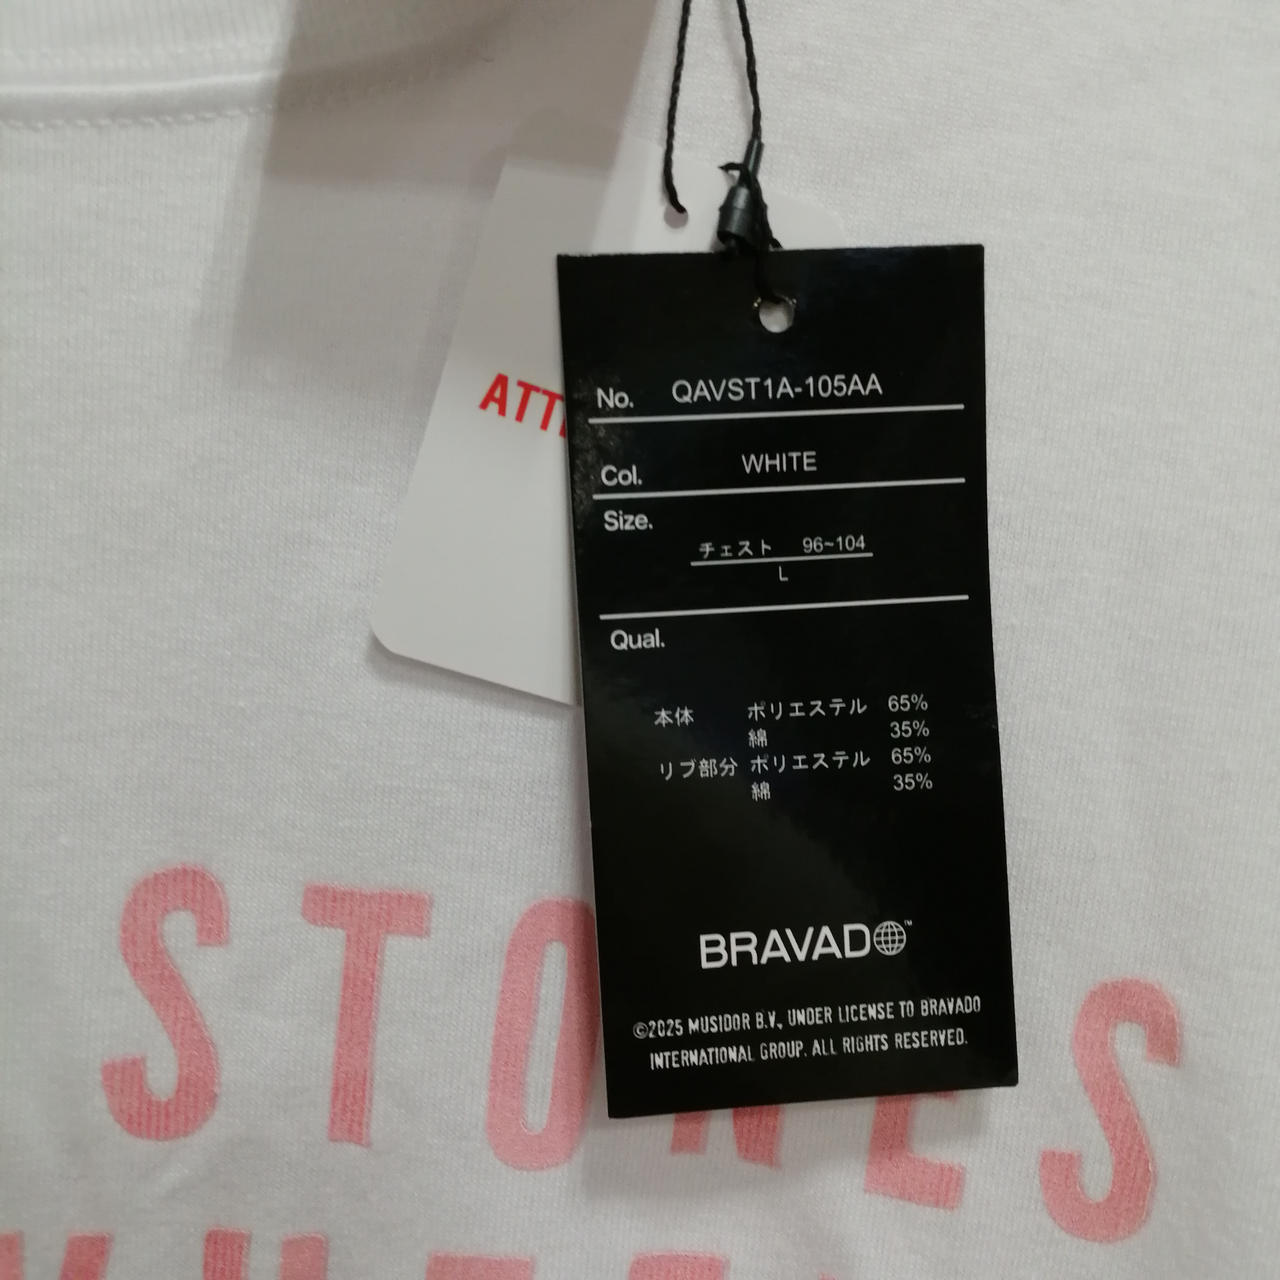 ATT
No. QAVST1A-105AA
Col. WHITE
Size.
チェスト 96~104
L
Qual.
本体 ポリエステル 65%
綿 35%
リブ部分 ポリエステル 65%
綿 35%
BRAVADO™
©2025 MUSIDOR B.V., UNDER LICENSE TO BRAVADO
INTERNATIONAL GROUP. ALL RIGHTS RESERVED.
STONES